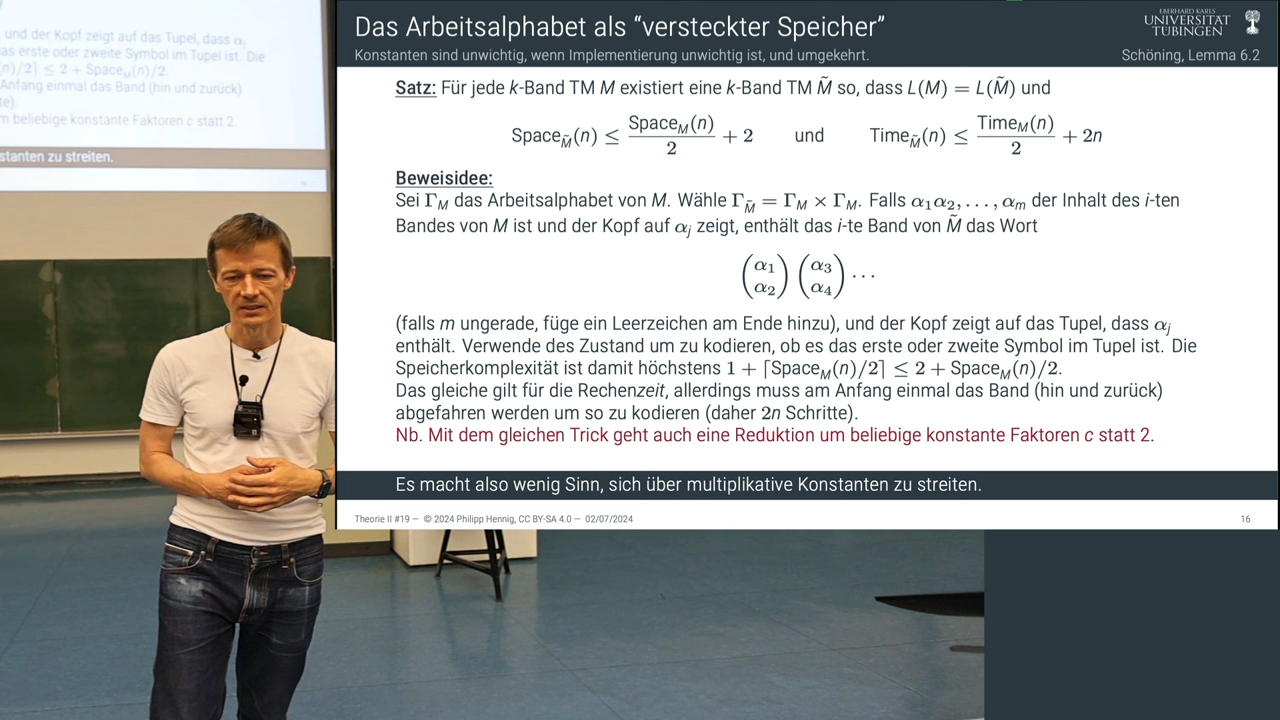 und der Kopf zeigt auf das Tupel, dass αⱼ
as erste oder zweite Symbol im Tupel ist. Die
(n)/2⌉ ≤ 2 + Space_M(n)/2.
Anfang einmal das Band (hin und zurück)
te).
m beliebige konstante Faktoren c statt 2.
stanten zu streiten.
Das Arbeitsalphabet als “versteckter Speicher”
Konstanten sind unwichtig, wenn Implementierung unwichtig ist, und umgekehrt.
EBERHARD KARLS
UNIVERSITAT
TUBINGEN
Schöning, Lemma 6.2
Satz: Für jede k-Band TM M existiert eine k-Band TM M̃ so, dass L(M) = L(M̃) und
Space_M̃(n) ≤ Space_M(n)/2 + 2 und Time_M̃(n) ≤ Time_M(n)/2 + 2n
Beweisidee:
Sei Γ_M das Arbeitsalphabet von M. Wähle Γ_M̃ = Γ_M × Γ_M. Falls α₁α₂, . . . , αₘ der Inhalt des i-ten
Bandes von M ist und der Kopf auf αⱼ zeigt, enthält das i-te Band von M̃ das Wort
(α₁ α₂) (α₃ α₄) · · ·
(falls m ungerade, füge ein Leerzeichen am Ende hinzu), und der Kopf zeigt auf das Tupel, dass αⱼ
enthält. Verwende des Zustand um zu kodieren, ob es das erste oder zweite Symbol im Tupel ist. Die
Speicherkomplexität ist damit höchstens 1 + ⌈Space_M(n)/2⌉ ≤ 2 + Space_M(n)/2.
Das gleiche gilt für die Rechenzeit, allerdings muss am Anfang einmal das Band (hin und zurück)
abgefahren werden um so zu kodieren (daher 2n Schritte).
Nb. Mit dem gleichen Trick geht auch eine Reduktion um beliebige konstante Faktoren c statt 2.
Es macht also wenig Sinn, sich über multiplikative Konstanten zu streiten.
Theorie II #19 — © 2024 Philipp Hennig, CC BY-SA 4.0 — 02/07/2024
16